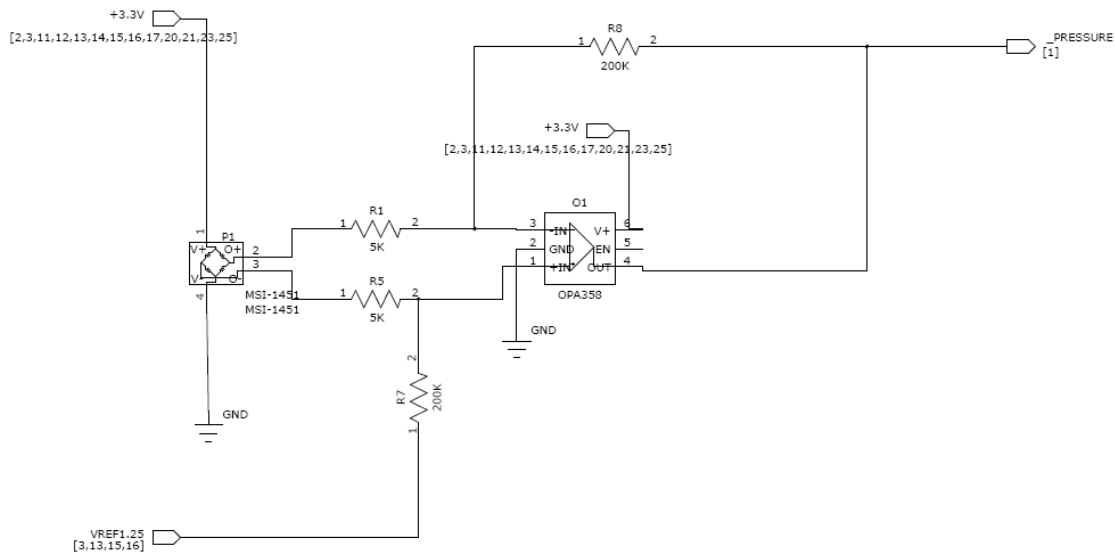 +3.3V
[2,3,11,12,13,14,15,16,17,20,21,23,25]
1 R8 2
200K
_PRESSURE
[1]
+3.3V
[2,3,11,12,13,14,15,16,17,20,21,23,25]
O1
1 R1 2
5K
3 -IN V+ 6
2 GND EN 5
1 +IN OUT 4
OPA358
1
P1
V+ O+ 2
V- O- 3
4
MSI-1451
MSI-1451
1 R5 2
5K
GND
2
R7
200K
1
GND
VREF1.25
[3,13,15,16]